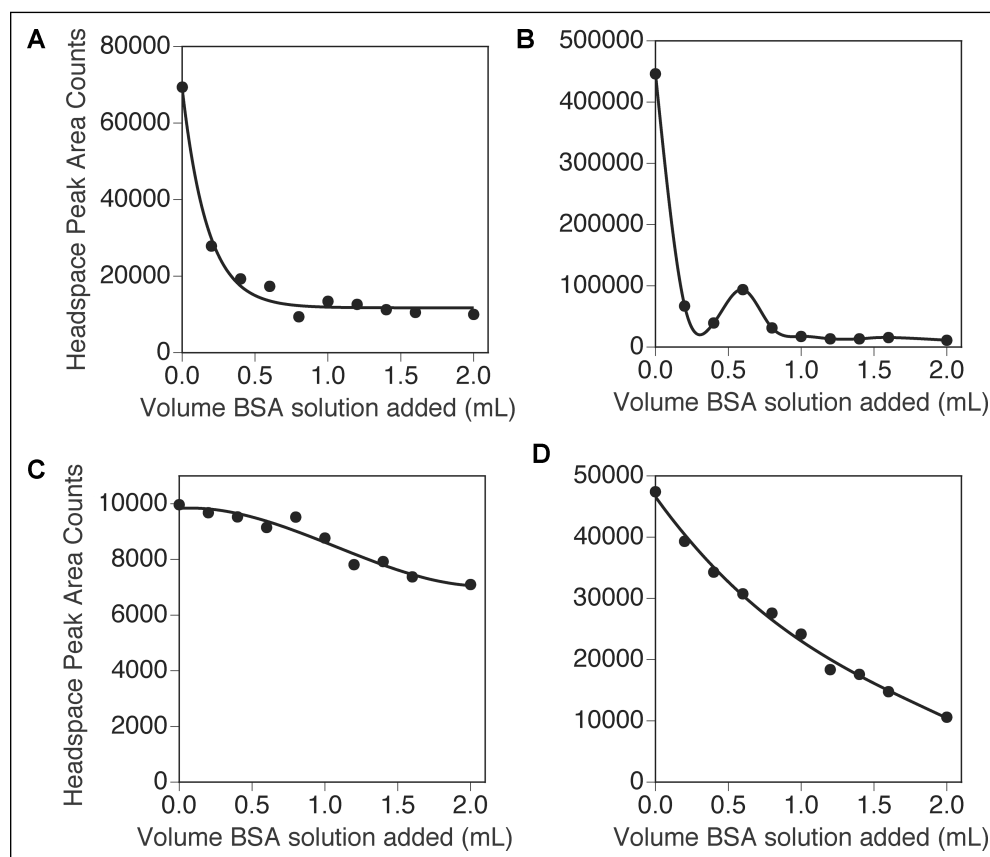 A
Headspace Peak Area Counts
80000
60000
40000
20000
0
0.0 0.5 1.0 1.5 2.0
Volume BSA solution added (mL)
B
500000
400000
300000
200000
100000
0
0.0 0.5 1.0 1.5 2.0
Volume BSA solution added (mL)
C
Headspace Peak Area Counts
10000
8000
6000
4000
2000
0
0.0 0.5 1.0 1.5 2.0
Volume BSA solution added (mL)
D
50000
40000
30000
20000
10000
0
0.0 0.5 1.0 1.5 2.0
Volume BSA solution added (mL)